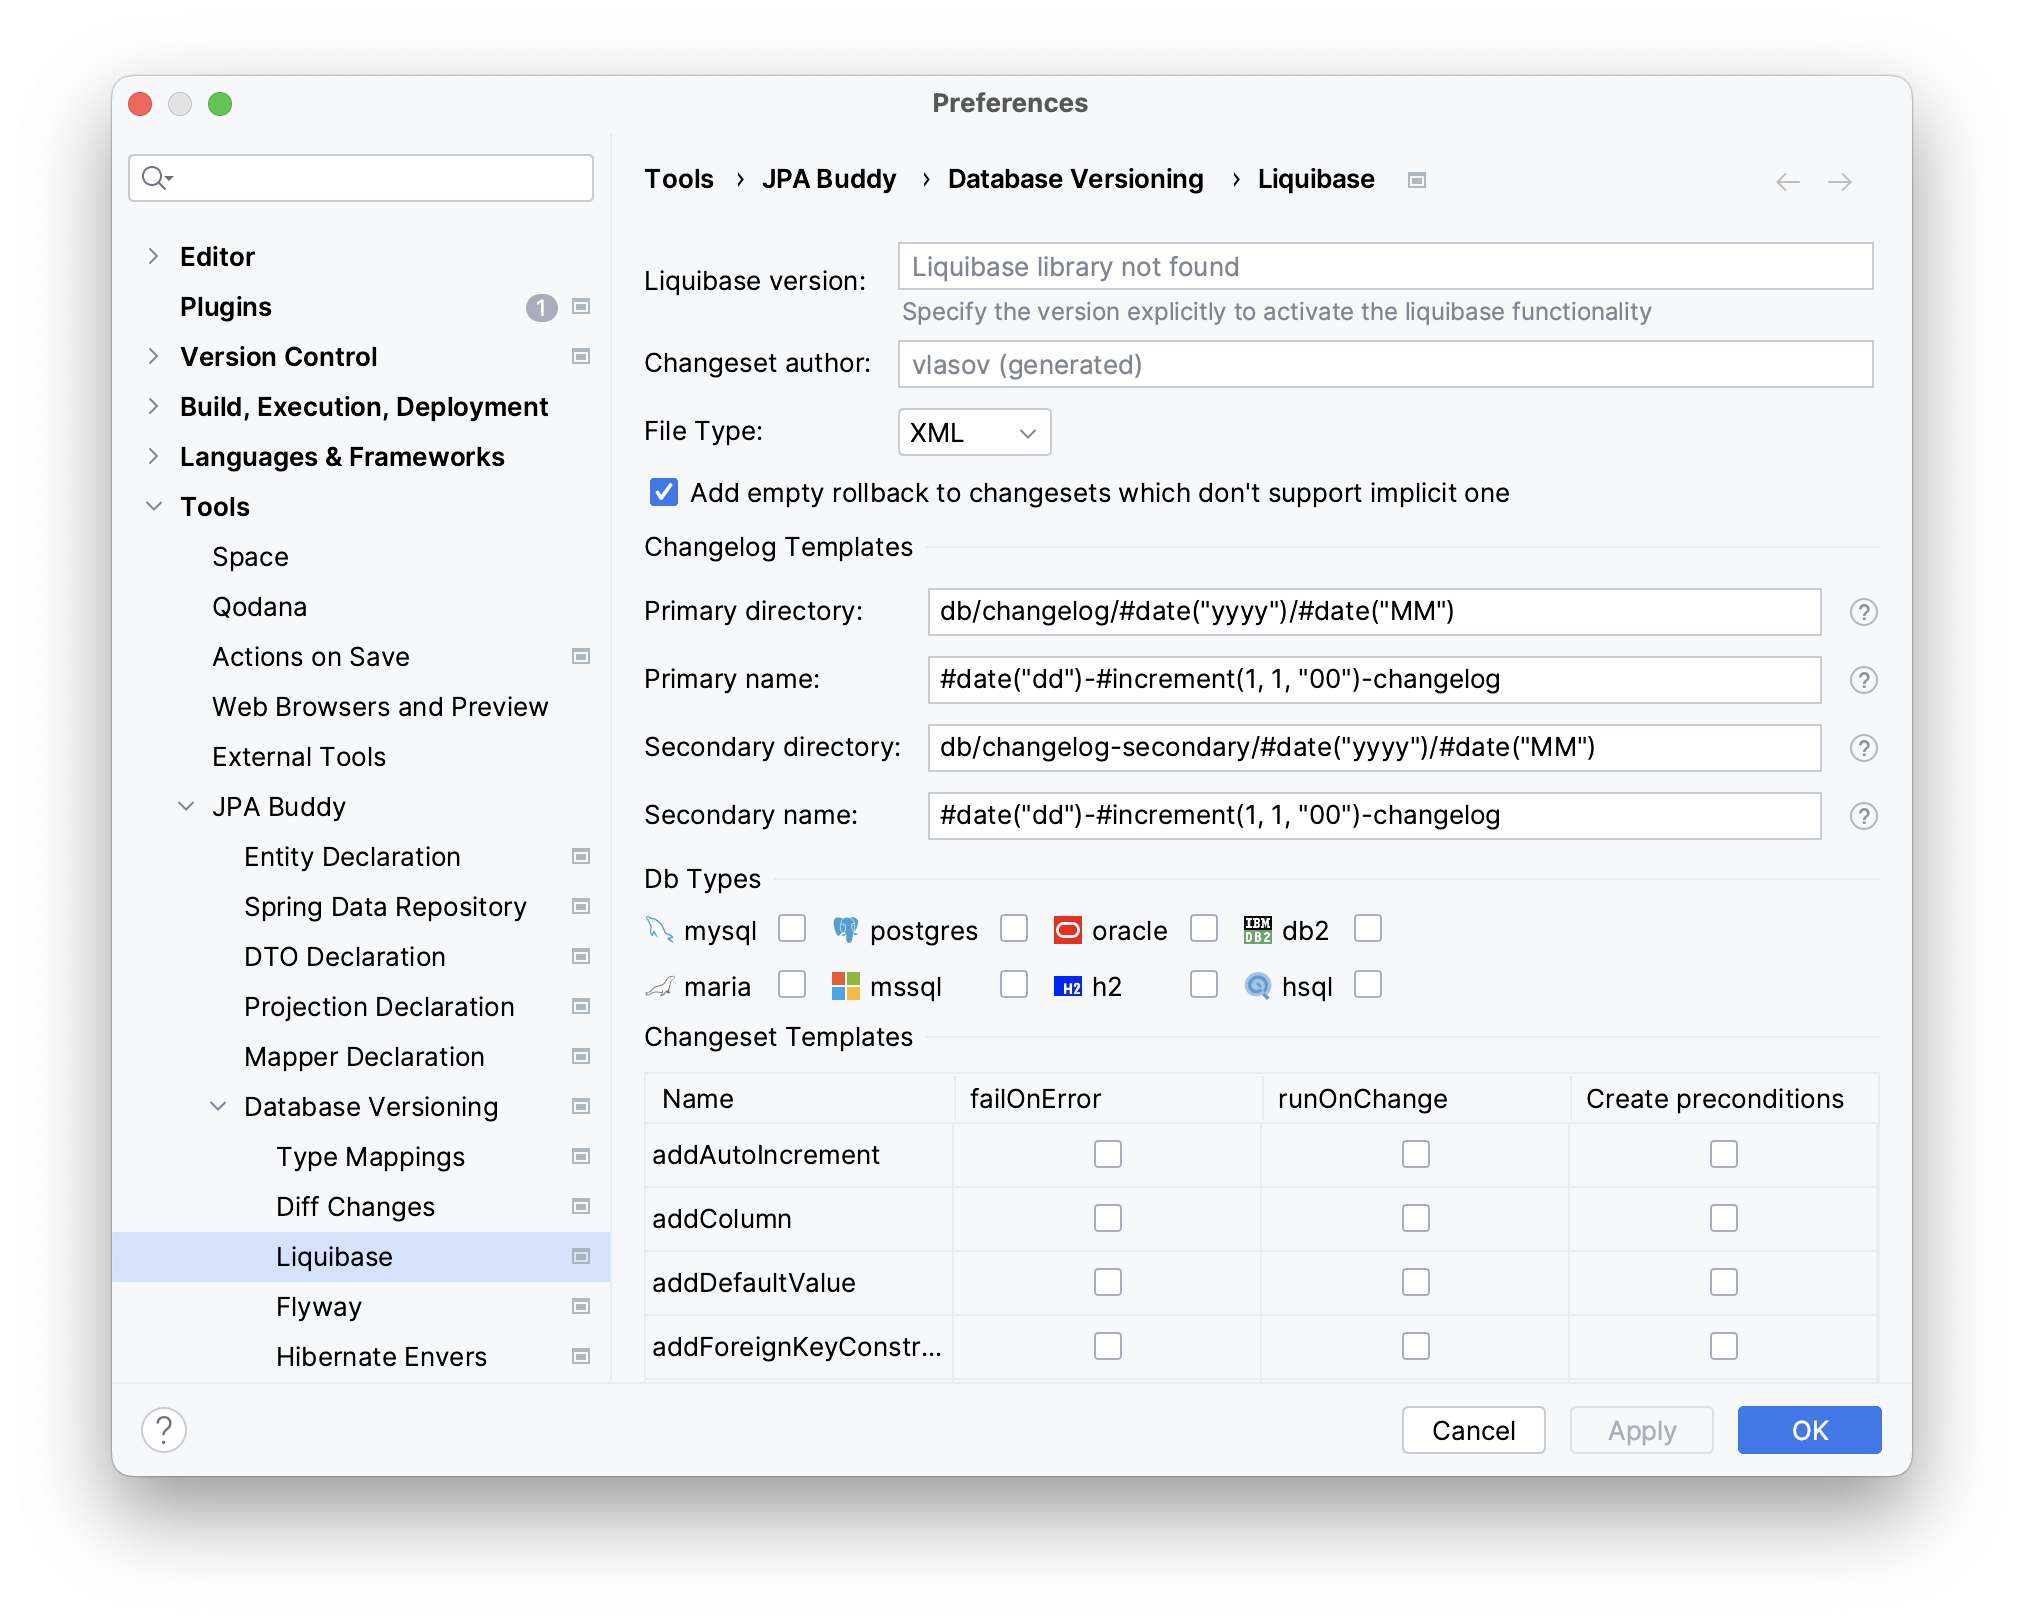 Preferences
Editor
Plugins 1
Version Control
Build, Execution, Deployment
Languages & Frameworks
Tools
Space
Qodana
Actions on Save
Web Browsers and Preview
External Tools
JPA Buddy
Entity Declaration
Spring Data Repository
DTO Declaration
Projection Declaration
Mapper Declaration
Database Versioning
Type Mappings
Diff Changes
Liquibase
Flyway
Hibernate Envers
Tools › JPA Buddy › Database Versioning › Liquibase
Liquibase version: Liquibase library not found
Specify the version explicitly to activate the liquibase functionality
Changeset author: vlasov (generated)
File Type: XML
Add empty rollback to changesets which don't support implicit one
Changelog Templates
Primary directory: db/changelog/#date("yyyy")/#date("MM") ?
Primary name: #date("dd")-#increment(1, 1, "00")-changelog ?
Secondary directory: db/changelog-secondary/#date("yyyy")/#date("MM") ?
Secondary name: #date("dd")-#increment(1, 1, "00")-changelog ?
Db Types
mysql postgres oracle IBM DB2 db2
maria mssql H2 h2 hsql
Changeset Templates
Name failOnError runOnChange Create preconditions
addAutoIncrement
addColumn
addDefaultValue
addForeignKeyConstr...
? Cancel Apply OK